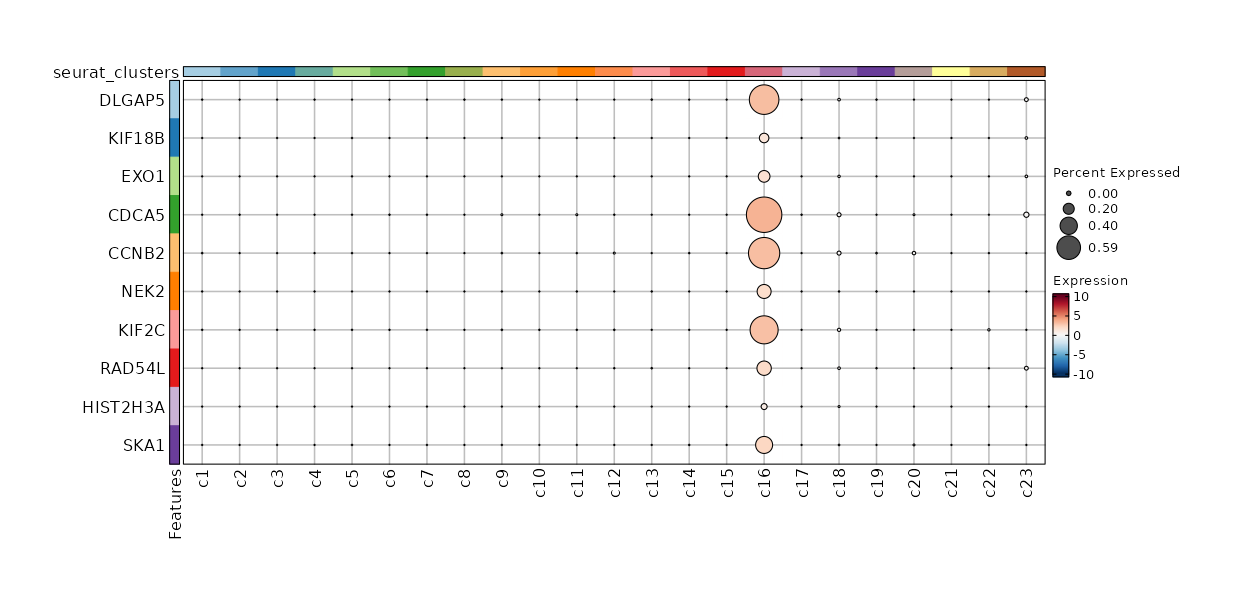 seurat_clusters
DLGAP5
KIF18B
EXO1
CDCA5
CCNB2
NEK2
KIF2C
RAD54L
HIST2H3A
SKA1
Features
c1 c2 c3 c4 c5 c6 c7 c8 c9 c10 c11 c12 c13 c14 c15 c16 c17 c18 c19 c20 c21 c22 c23
Percent Expressed
0.00
0.20
0.40
0.59
Expression
10
5
0
-5
-10